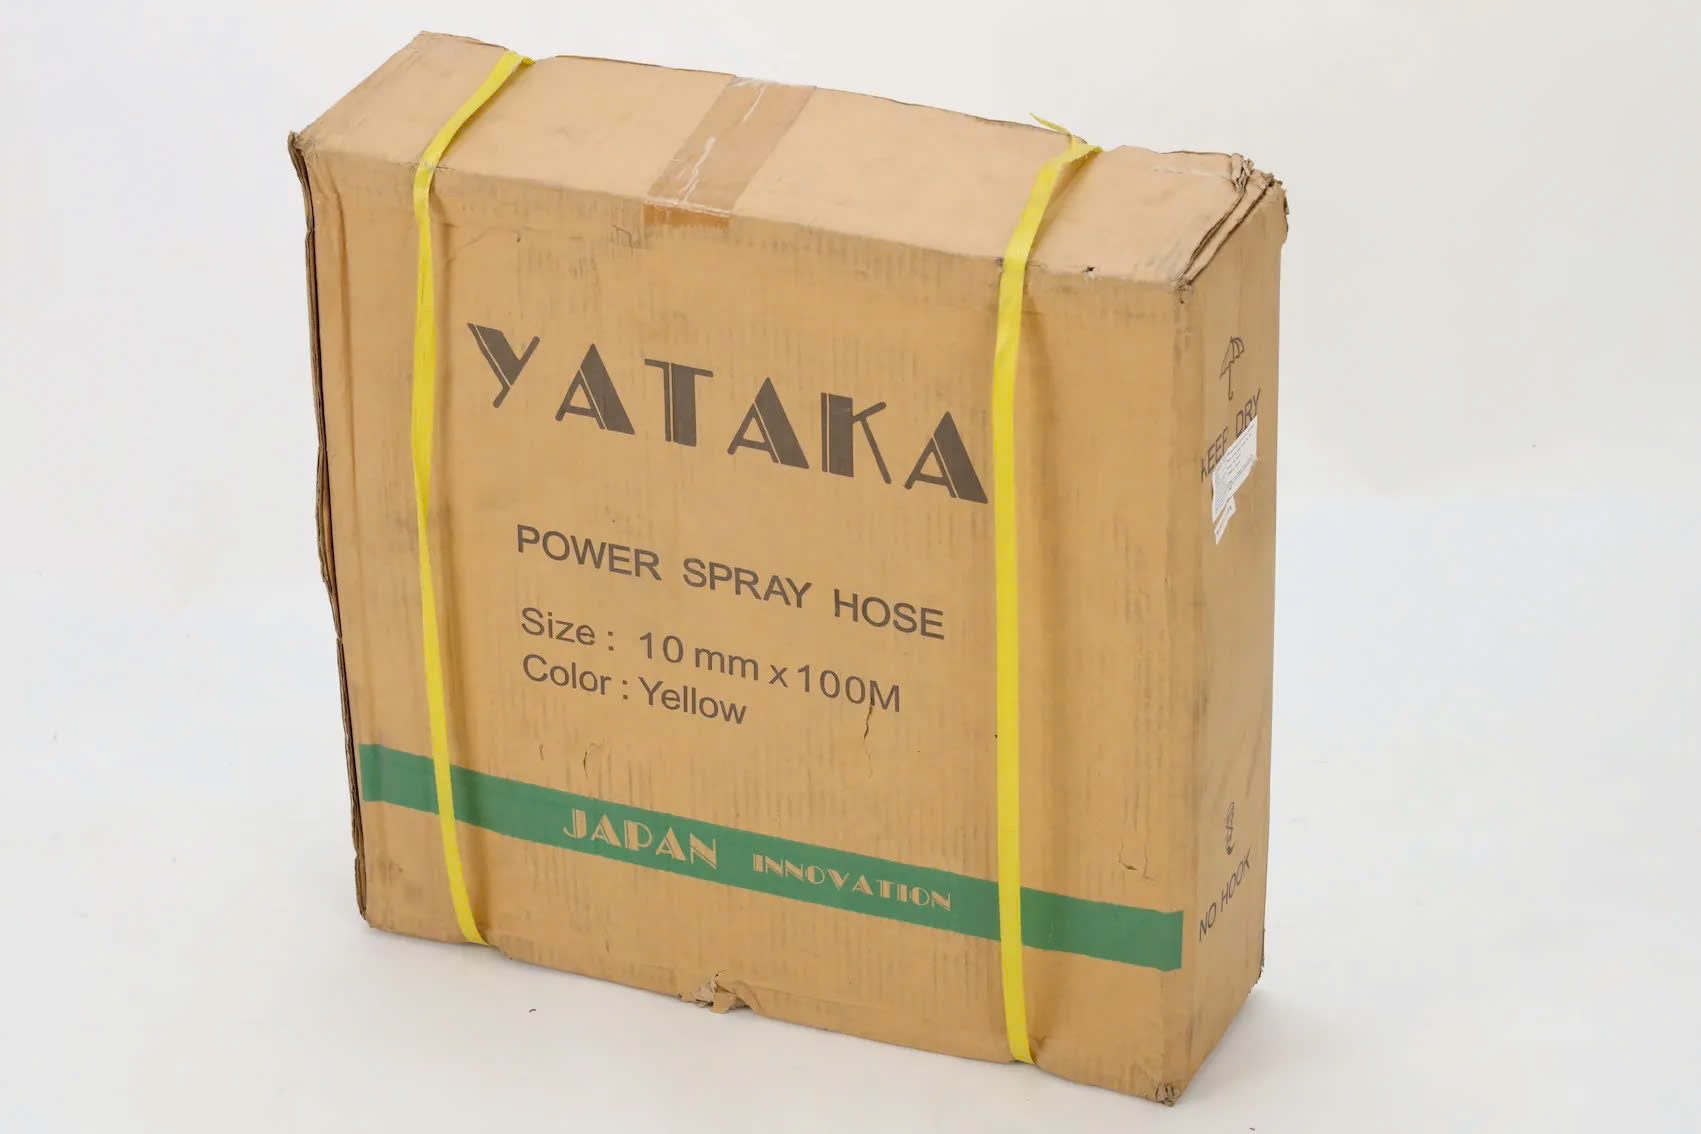 YATAKA
POWER SPRAY HOSE
Size : 10 mm x 100M
Color : Yellow
JAPAN INNOVATION
KEEP DRY
NO HOOK